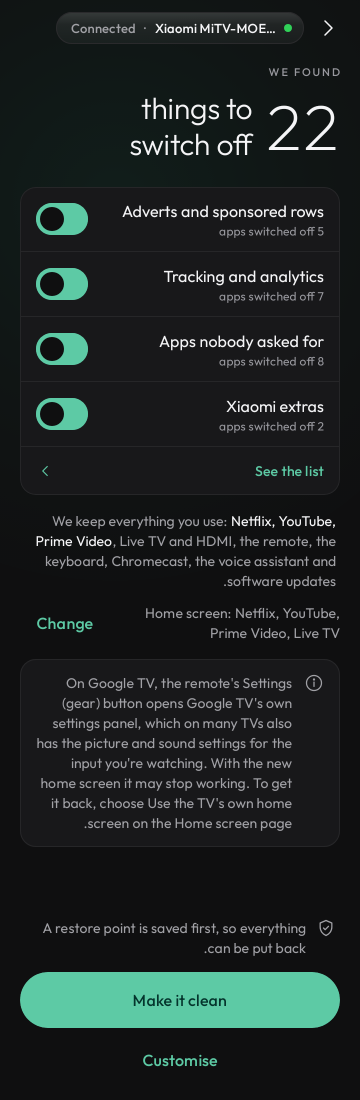 Connected · Xiaomi MiTV-MOE...
WE FOUND
22 things to
switch off
Adverts and sponsored rows
5 apps switched off
Tracking and analytics
7 apps switched off
Apps nobody asked for
8 apps switched off
Xiaomi extras
2 apps switched off
See the list
We keep everything you use: Netflix, YouTube,
Prime Video, Live TV and HDMI, the remote, the
keyboard, Chromecast, the voice assistant and
software updates.
Home screen: Netflix, YouTube,
Prime Video, Live TV
Change
On Google TV, the remote's Settings
(gear) button opens Google TV's own
settings panel, which on many TVs also
has the picture and sound settings for the
input you're watching. With the new
home screen it may stop working. To get
it back, choose Use the TV's own home
screen on the Home screen page.
A restore point is saved first, so everything
can be put back.
Make it clean
Customise